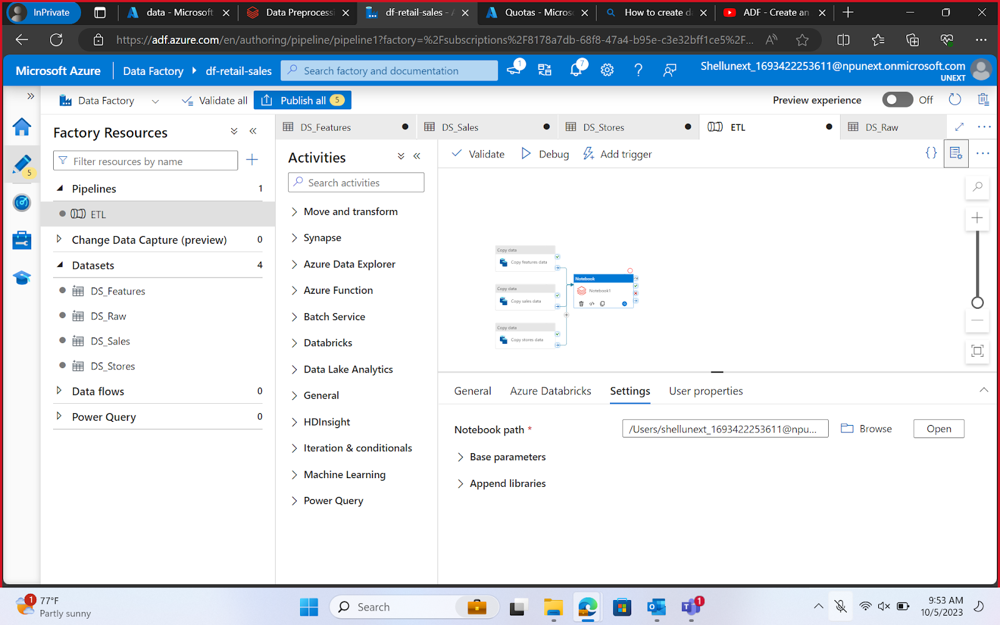 InPrivate
data - Microsoft
Data Preprocessi
df-retail-sales - A
Quotas - Micros
How to create d
ADF - Create an
https://adf.azure.com/en/authoring/pipeline/pipeline1?factory=%2Fsubscriptions%2F8178a7db-68f8-47a4-b95e-c3e32bff1ce5%2F...
Microsoft Azure
Data Factory
df-retail-sales
Search factory and documentation
1
7
Shellunext_1693422253611@npunext.onmicrosoft.com
UNEXT
Data Factory
Validate all
Publish all 5
Preview experience
Off
5
Factory Resources
Filter resources by name
Pipelines 1
ETL
Change Data Capture (preview) 0
Datasets 4
DS_Features
DS_Raw
DS_Sales
DS_Stores
Data flows 0
Power Query 0
DS_Features
DS_Sales
DS_Stores
ETL
DS_Raw
Activities
Search activities
Move and transform
Synapse
Azure Data Explorer
Azure Function
Batch Service
Databricks
Data Lake Analytics
General
HDInsight
Iteration & conditionals
Machine Learning
Power Query
Validate
Debug
Add trigger
Copy data
Copy features data
Copy data
Copy sales data
Copy data
Copy stores data
Notebook
Notebook1
General
Azure Databricks
Settings
User properties
Notebook path *
/Users/shellunext_1693422253611@npu...
Browse
Open
Base parameters
Append libraries
1
77°F
Partly sunny
Search
1
9:53 AM
10/5/2023